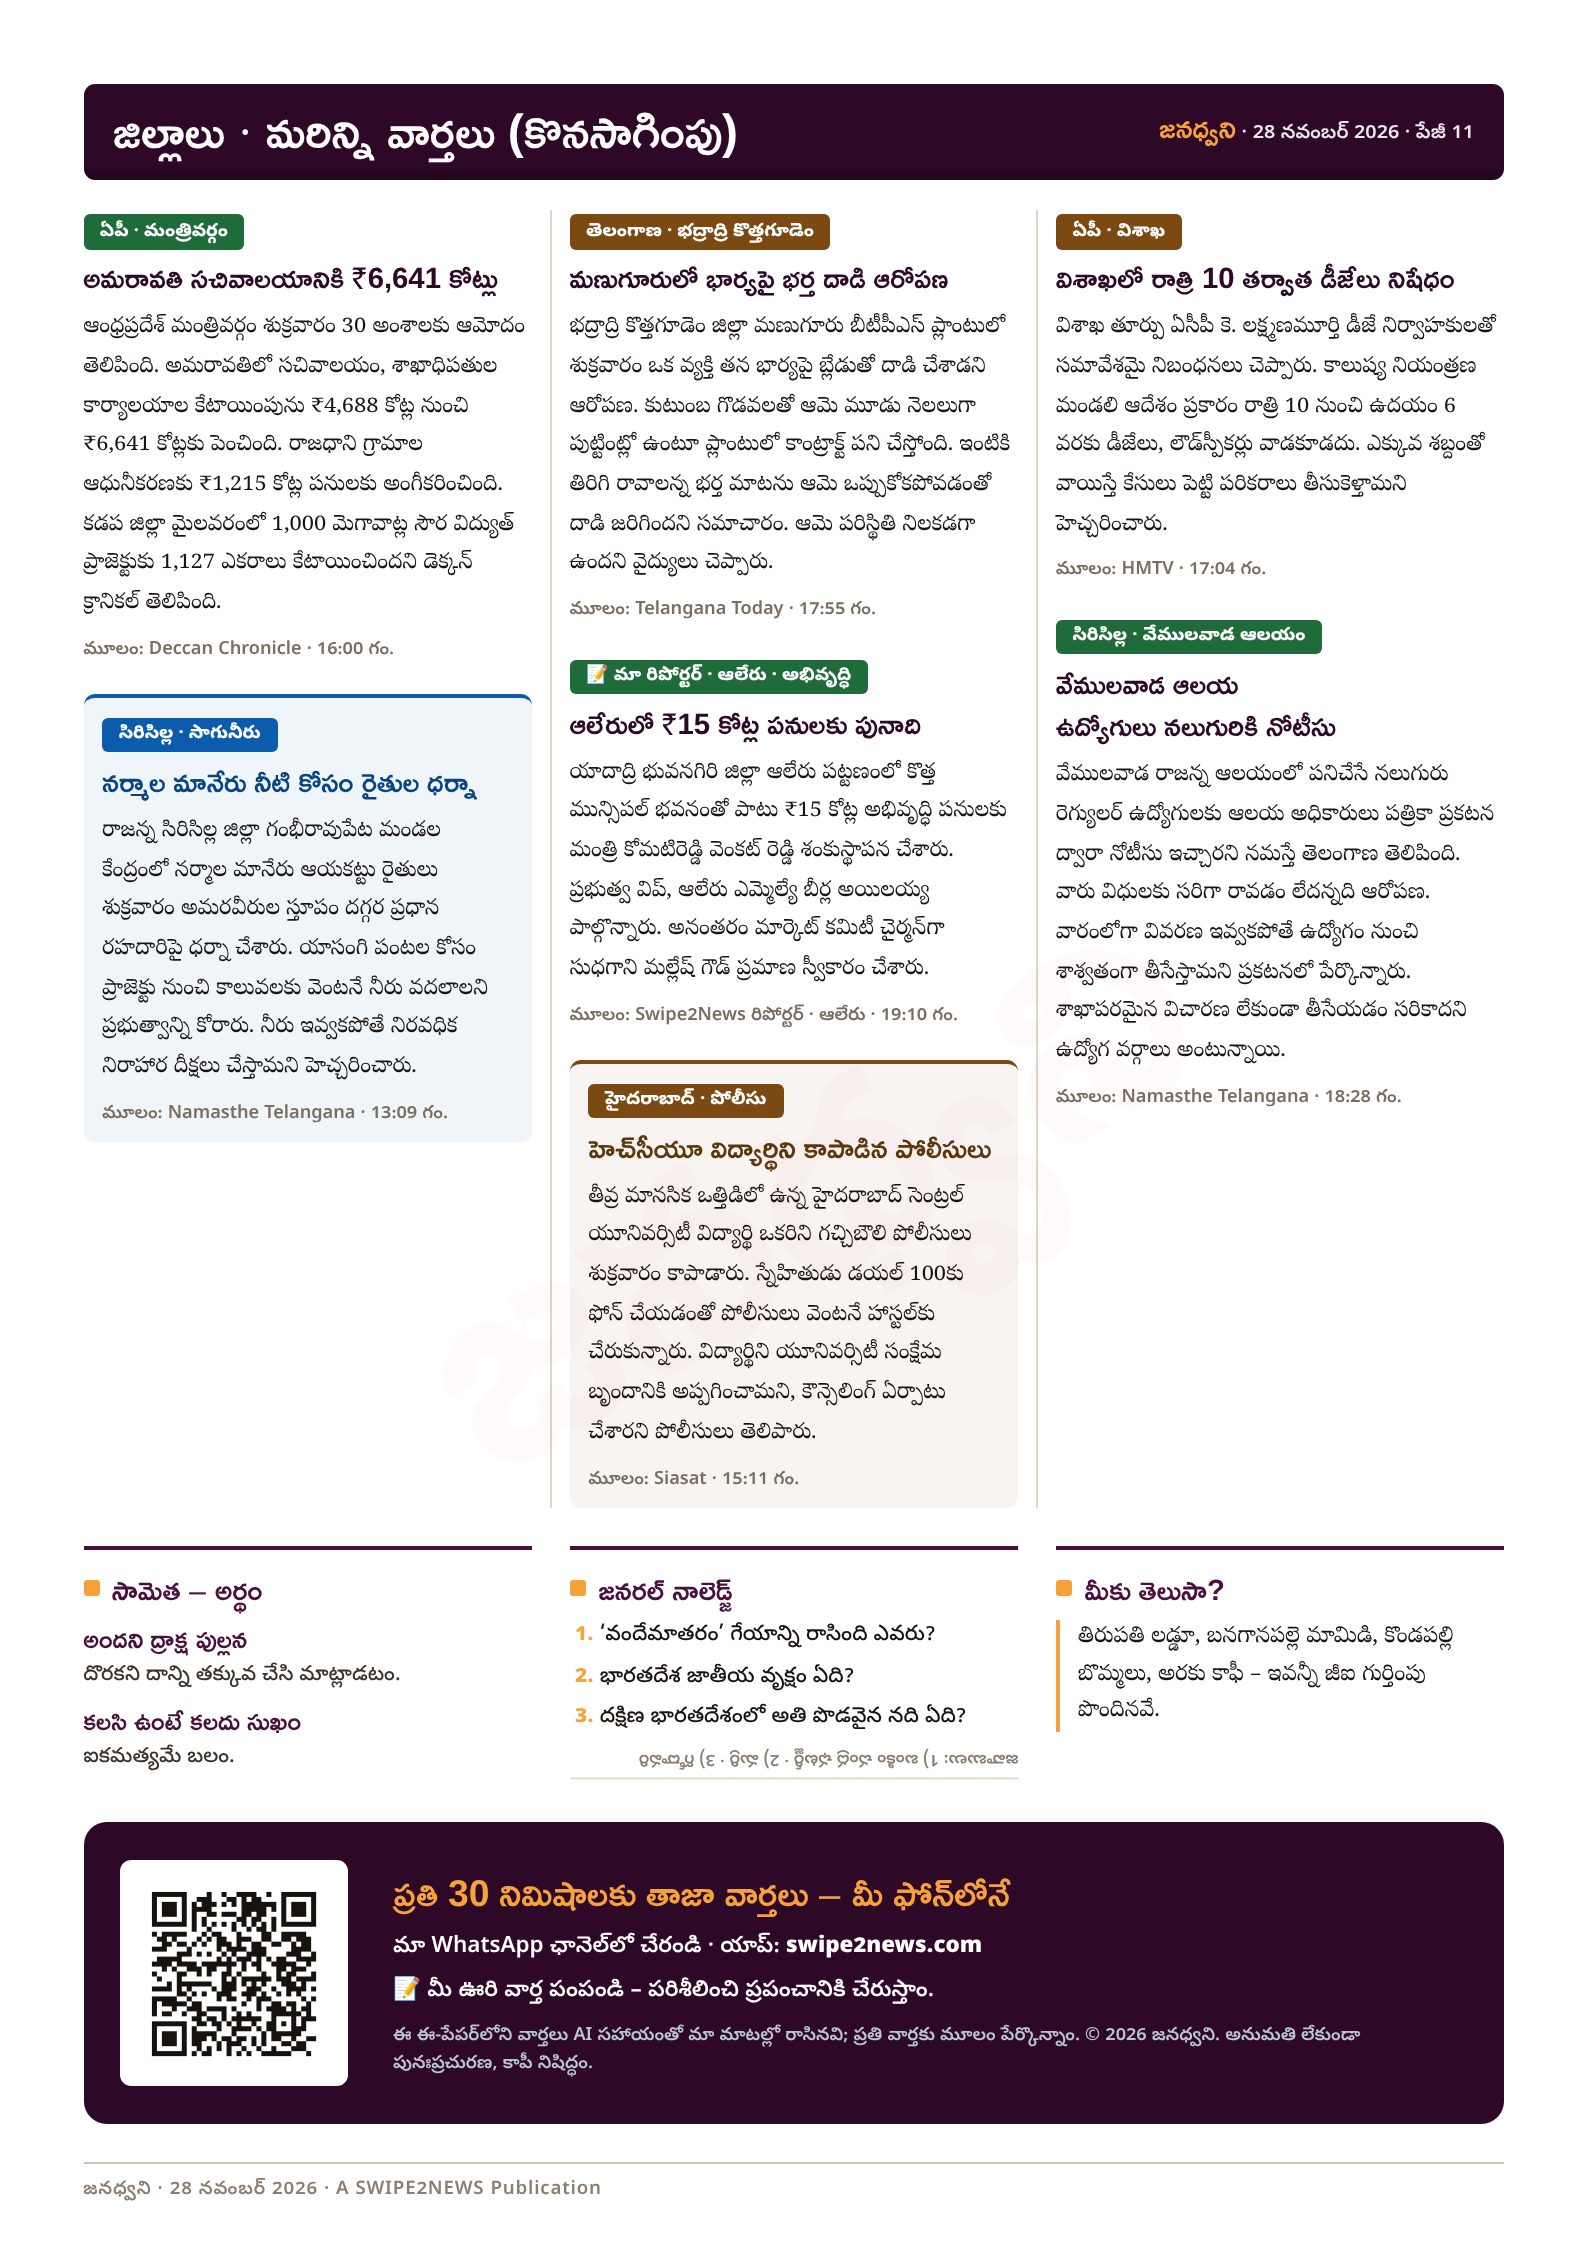 జిల్లాలు · మరిన్ని వార్తలు (కొనసాగింపు)
జనధ్వని · 28 నవంబర్ 2026 · పేజీ 11
ఏపీ · మంత్రివర్గం
అమరావతి సచివాలయానికి ₹6,641 కోట్లు
ఆంధ్రప్రదేశ్ మంత్రివర్గం శుక్రవారం 30 అంశాలకు ఆమోదం
తెలిపింది. అమరావతిలో సచివాలయం, శాఖాధిపతుల
కార్యాలయాల కేటాయింపును ₹4,688 కోట్ల నుంచి
₹6,641 కోట్లకు పెంచింది. రాజధాని గ్రామాల
ఆధునీకరణకు ₹1,215 కోట్ల పనులకు అంగీకరించింది.
కడప జిల్లా మైలవరంలో 1,000 మెగావాట్ల సౌర విద్యుత్
ప్రాజెక్టుకు 1,127 ఎకరాలు కేటాయించిందని డెక్కన్
క్రానికల్ తెలిపింది.
మూలం: Deccan Chronicle · 16:00 గం.
సిరిసిల్ల · సాగునీరు
నర్మాల మానేరు నీటి కోసం రైతుల ధర్నా
రాజన్న సిరిసిల్ల జిల్లా గంభీరావుపేట మండల
కేంద్రంలో నర్మాల మానేరు ఆయకట్టు రైతులు
శుక్రవారం అమరవీరుల స్తూపం దగ్గర ప్రధాన
రహదారిపై ధర్నా చేశారు. యాసంగి పంటల కోసం
ప్రాజెక్టు నుంచి కాలువలకు వెంటనే నీరు వదలాలని
ప్రభుత్వాన్ని కోరారు. నీరు ఇవ్వకపోతే నిరవధిక
నిరాహార దీక్షలు చేస్తామని హెచ్చరించారు.
మూలం: Namasthe Telangana · 13:09 గం.
తెలంగాణ · భద్రాద్రి కొత్తగూడెం
మణుగూరులో భార్యపై భర్త దాడి ఆరోపణ
భద్రాద్రి కొత్తగూడెం జిల్లా మణుగూరు బీటీపీఎస్ ప్లాంటులో
శుక్రవారం ఒక వ్యక్తి తన భార్యపై బ్లేడుతో దాడి చేశాడని
ఆరోపణ. కుటుంబ గొడవలతో ఆమె మూడు నెలలుగా
పుట్టింట్లో ఉంటూ ప్లాంటులో కాంట్రాక్ట్ పని చేస్తోంది. ఇంటికి
తిరిగి రావాలన్న భర్త మాటను ఆమె ఒప్పుకోకపోవడంతో
దాడి జరిగిందని సమాచారం. ఆమె పరిస్థితి నిలకడగా
ఉందని వైద్యులు చెప్పారు.
మూలం: Telangana Today · 17:55 గం.
📝 మా రిపోర్టర్ · ఆలేరు · అభివృద్ధి
ఆలేరులో ₹15 కోట్ల పనులకు పునాది
యాదాద్రి భువనగిరి జిల్లా ఆలేరు పట్టణంలో కొత్త
మున్సిపల్ భవనంతో పాటు ₹15 కోట్ల అభివృద్ధి పనులకు
మంత్రి కోమటిరెడ్డి వెంకట్ రెడ్డి శంకుస్థాపన చేశారు.
ప్రభుత్వ విప్, ఆలేరు ఎమ్మెల్యే బీర్ల అయిలయ్య
పాల్గొన్నారు. అనంతరం మార్కెట్ కమిటీ చైర్మన్‌గా
సుధగాని మల్లేష్ గౌడ్ ప్రమాణ స్వీకారం చేశారు.
మూలం: Swipe2News రిపోర్టర్ · ఆలేరు · 19:10 గం.
హైదరాబాద్ · పోలీసు
హెచ్‌సీయూ విద్యార్థిని కాపాడిన పోలీసులు
తీవ్ర మానసిక ఒత్తిడిలో ఉన్న హైదరాబాద్ సెంట్రల్
యూనివర్సిటీ విద్యార్థి ఒకరిని గచ్చిబౌలి పోలీసులు
శుక్రవారం కాపాడారు. స్నేహితుడు డయల్ 100కు
ఫోన్ చేయడంతో పోలీసులు వెంటనే హాస్టల్‌కు
చేరుకున్నారు. విద్యార్థిని యూనివర్సిటీ సంక్షేమ
బృందానికి అప్పగించామని, కౌన్సెలింగ్ ఏర్పాటు
చేశారని పోలీసులు తెలిపారు.
మూలం: Siasat · 15:11 గం.
ఏపీ · విశాఖ
విశాఖలో రాత్రి 10 తర్వాత డీజేలు నిషేధం
విశాఖ తూర్పు ఏసీపీ కె. లక్ష్మణమూర్తి డీజే నిర్వాహకులతో
సమావేశమై నిబంధనలు చెప్పారు. కాలుష్య నియంత్రణ
మండలి ఆదేశం ప్రకారం రాత్రి 10 నుంచి ఉదయం 6
వరకు డీజేలు, లౌడ్‌స్పీకర్లు వాడకూడదు. ఎక్కువ శబ్దంతో
వాయిస్తే కేసులు పెట్టి పరికరాలు తీసుకెళ్తామని
హెచ్చరించారు.
మూలం: HMTV · 17:04 గం.
సిరిసిల్ల · వేములవాడ ఆలయం
వేములవాడ ఆలయ
ఉద్యోగులు నలుగురికి నోటీసు
వేములవాడ రాజన్న ఆలయంలో పనిచేసే నలుగురు
రెగ్యులర్ ఉద్యోగులకు ఆలయ అధికారులు పత్రికా ప్రకటన
ద్వారా నోటీసు ఇచ్చారని నమస్తే తెలంగాణ తెలిపింది.
వారు విధులకు సరిగా రావడం లేదన్నది ఆరోపణ.
వారంలోగా వివరణ ఇవ్వకపోతే ఉద్యోగం నుంచి
శాశ్వతంగా తీసేస్తామని ప్రకటనలో పేర్కొన్నారు.
శాఖాపరమైన విచారణ లేకుండా తీసేయడం సరికాదని
ఉద్యోగ వర్గాలు అంటున్నాయి.
మూలం: Namasthe Telangana · 18:28 గం.
జనధ్వని
సామెత — అర్థం
అందని ద్రాక్ష పుల్లన
దొరకని దాన్ని తక్కువ చేసి మాట్లాడటం.
కలసి ఉంటే కలదు సుఖం
ఐకమత్యమే బలం.
జనరల్ నాలెడ్జ్
1. ‘వందేమాతరం’ గేయాన్ని రాసింది ఎవరు?
2. భారతదేశ జాతీయ వృక్షం ఏది?
3. దక్షిణ భారతదేశంలో అతి పొడవైన నది ఏది?
జవాబులు: 1) బంకిం చంద్ర ఛటర్జీ · 2) మర్రి · 3) గోదావరి
మీకు తెలుసా?
తిరుపతి లడ్డూ, బనగానపల్లె మామిడి, కొండపల్లి
బొమ్మలు, అరకు కాఫీ – ఇవన్నీ జీఐ గుర్తింపు
పొందినవే.
ప్రతి 30 నిమిషాలకు తాజా వార్తలు — మీ ఫోన్‌లోనే
మా WhatsApp ఛానెల్‌లో చేరండి · యాప్: swipe2news.com
📝 మీ ఊరి వార్త పంపండి – పరిశీలించి ప్రపంచానికి చేరుస్తాం.
ఈ ఈ-పేపర్‌లోని వార్తలు AI సహాయంతో మా మాటల్లో రాసినవి; ప్రతి వార్తకు మూలం పేర్కొన్నాం. © 2026 జనధ్వని. అనుమతి లేకుండా
పునఃప్రచురణ, కాపీ నిషిద్ధం.
జనధ్వని · 28 నవంబర్ 2026 · A SWIPE2NEWS Publication